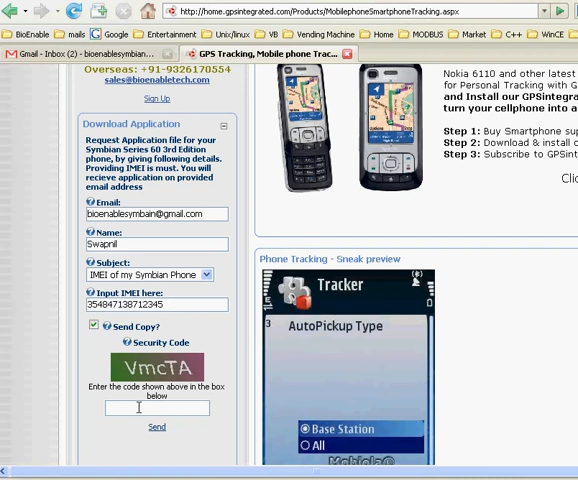 http://home.gpsintegrated.com/Products/MobilephoneSmartphoneTracking.aspx
BioEnable mails Google Entertainment Unix/linux VB Vending Machine Home MODBUS Market C++ WinCE
Gmail - Inbox (2) - bioenablesymbian... GPS Tracking, Mobile phone Trac...
Overseas: +91-9326170554
sales@bioenabletech.com
Sign Up
Download Application
Request Application file for your
Symbian Series 60 3rd Edition
phone, by giving following details.
Providing IMEI is must. You will
recieve application on provided
email address
Email:
bioenablesymbain@gmail.com
Name:
Swapnil
Subject:
IMEI of my Symbian Phone
Input IMEI here:
354847138712345
Send Copy?
Security Code
VmcTA
Enter the code shown above in the box
below
Send
Nokia 6110 and other latest
for Personal Tracking with G
and Install our GPSinteg
turn your cellphone into a
Step 1: Buy Smartphone su
Step 2: Download & install c
Step 3: Subscribe to GPSin
Clic
Phone Tracking - Sneak preview
Tracker
3 AutoPickup Type
Base Station
All
Mobiola®